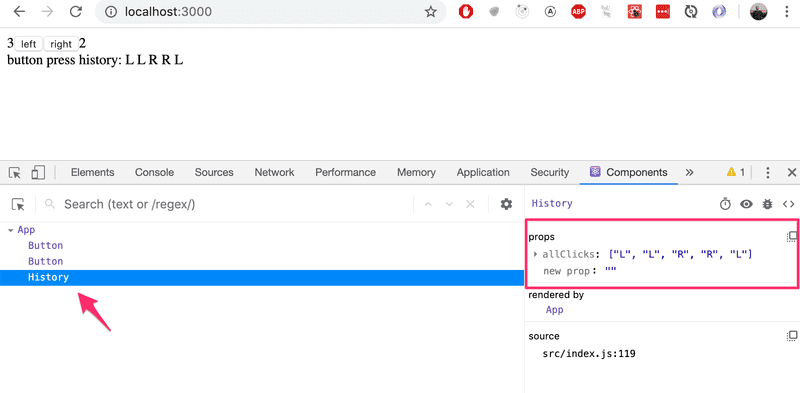 localhost:3000
ABP
3 left right 2
button press history: L L R R L
Elements Console Sources Network Performance Memory Application Security Components » 1
Search (text or /regex/)
History
App
Button
Button
History
props
allClicks: ["L", "L", "R", "R", "L"]
new prop: ""
rendered by
App
source
src/index.js:119